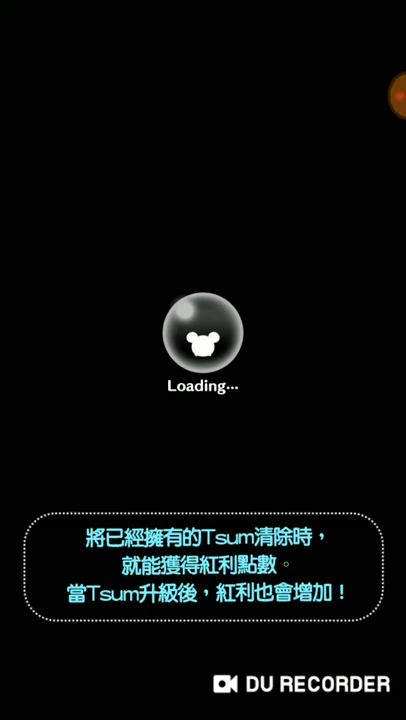 Loading...
將已經擁有的Tsum清除時，
就能獲得紅利點數。
當Tsum升級後，紅利也會增加！
DU RECORDER